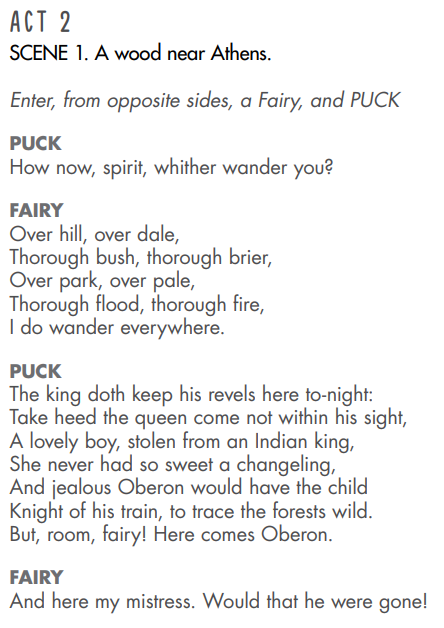 ACT 2
SCENE 1. A wood near Athens.
Enter, from opposite sides, a Fairy, and PUCK
PUCK
How now, spirit, whither wander you?
FAIRY
Over hill, over dale,
Thorough bush, thorough brier,
Over park, over pale,
Thorough flood, thorough fire,
I do wander everywhere.
PUCK
The king doth keep his revels here to-night:
Take heed the queen come not within his sight,
A lovely boy, stolen from an Indian king,
She never had so sweet a changeling,
And jealous Oberon would have the child
Knight of his train, to trace the forests wild.
But, room, fairy! Here comes Oberon.
FAIRY
And here my mistress. Would that he were gone!